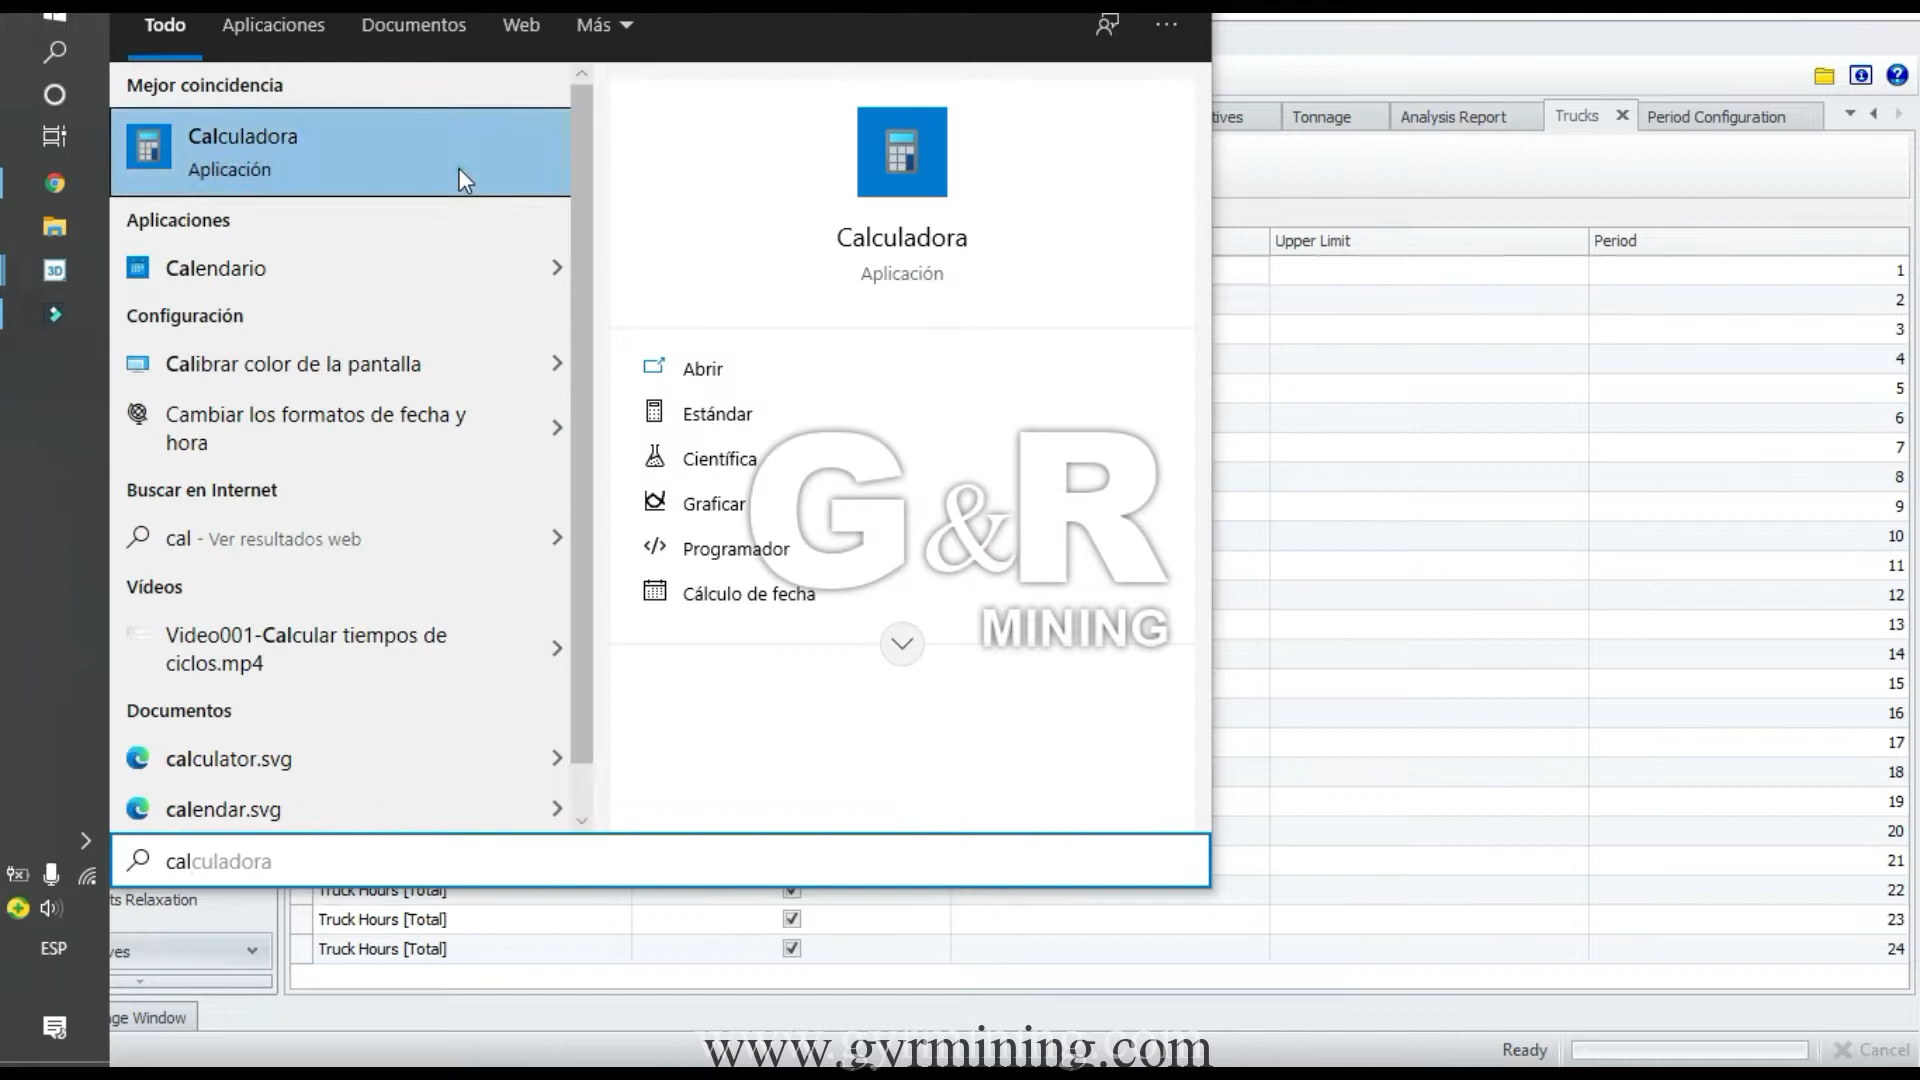 Todo Aplicaciones Documentos Web Más
Mejor coincidencia
Calculadora
Aplicación
Aplicaciones
Calendario
Configuración
Calibrar color de la pantalla
Cambiar los formatos de fecha y
hora
Buscar en Internet
cal - Ver resultados web
Vídeos
Video001-Calcular tiempos de
ciclos.mp4
Documentos
calculator.svg
calendar.svg
calculadora
Calculadora
Aplicación
Abrir
Estándar
Científica
Graficar
Programador
Cálculo de fecha
G&R
MINING
tives Tonnage Analysis Report Trucks Period Configuration
Upper Limit Period
1
2
3
4
5
6
7
8
9
10
11
12
13
14
15
16
17
18
19
20
21
Truck Hours [Total] 22
Truck Hours [Total] 23
Truck Hours [Total] 24
ts Relaxation
ves
ge Window
3D
ESP
www.gyrmining.com
Ready Cancel